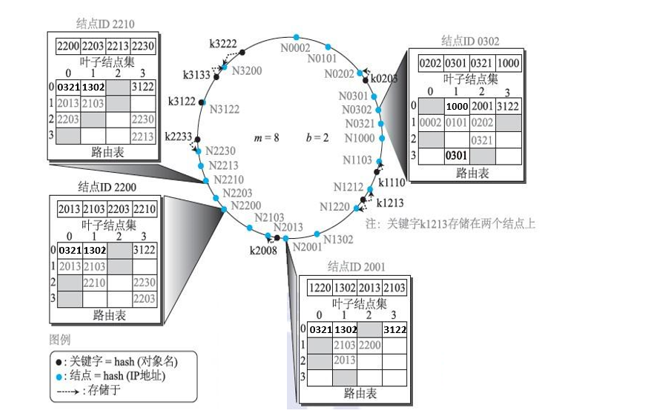 结点ID 2210
2200 2203 2213 2230
叶子结点集
0 1 2 3
0 0321 1302 3122
1 2013 2103
2 2203 2230
3 2213
路由表
结点ID 2200
2013 2103 2203 2210
叶子结点集
0 1 2 3
0 0321 1302 3122
1 2013 2103
2 2210 2230
3 2203
路由表
k3222
k3133
N3200
k3122
N3122
k2233
N2230
N2213
N2210
N2203
N2200
N2103
N2013
k2008
N2001
N1302
N0002
N0101
N0202
k0203
N0301
N0302
N0321
N1000
N1103
k1110
N1212
k1213
N1220
m = 8 b = 2
结点ID 0302
0202 0301 0321 1000
叶子结点集
0 1 2 3
0 1000 2001 3122
1 0002 0101 0202
2 0321
3 0301
路由表
注：关键字k1213存储在两个结点上
结点ID 2001
1220 1302 2013 2103
叶子结点集
0 1 2 3
0 0321 1302 3122
1 2103 2200
2 2013
3
路由表
图例
：关键字 = hash (对象名)
：结点 = hash (IP地址)
：存储于